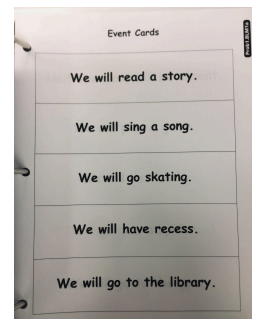 Event Cards
We will read a story.
We will sing a song.
We will go skating.
We will have recess.
We will go to the library.